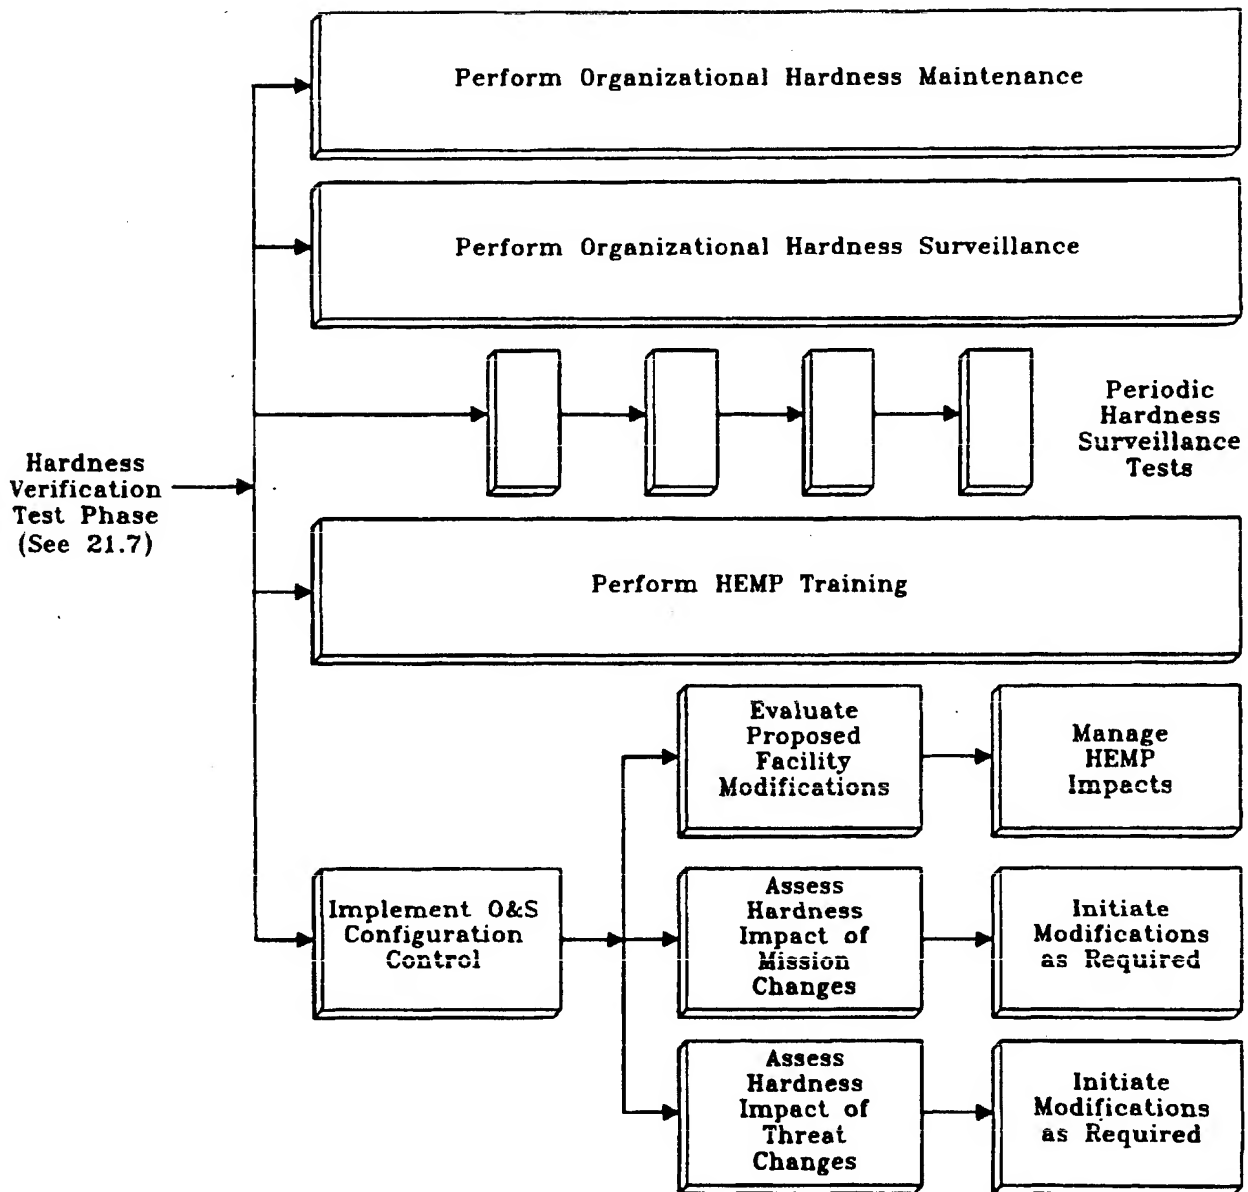 Perform Organizational Hardness Maintenance
Perform Organizational Hardness Surveillance
Periodic
Hardness
Surveillance
Tests
Hardness
Verification
Test Phase
(See 21.7)
Perform HEMP Training
Evaluate
Proposed
Facility
Modifications
Manage
HEMP
Impacts
Implement O&S
Configuration
Control
Assess
Hardness
Impact of
Mission
Changes
Initiate
Modifications
as Required
Assess
Hardness
Impact of
Threat
Changes
Initiate
Modifications
as Required